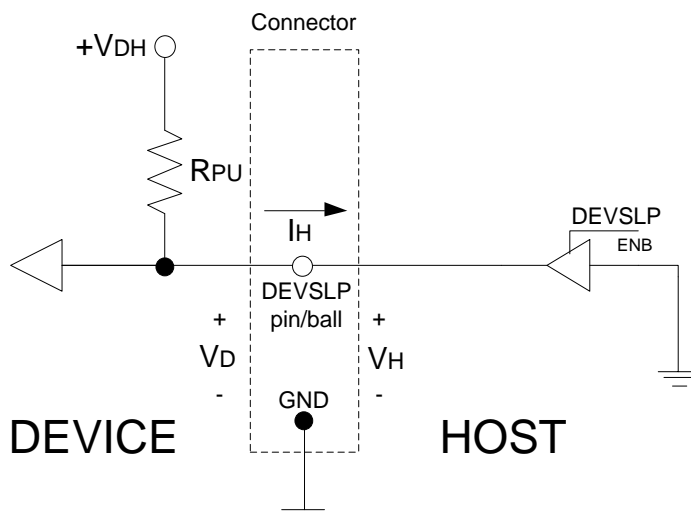 Connector
+VDH
RPU
IH
DEVSLP
ENB
DEVSLP
pin/ball
+
VD
-
+
VH
-
GND
DEVICE
HOST